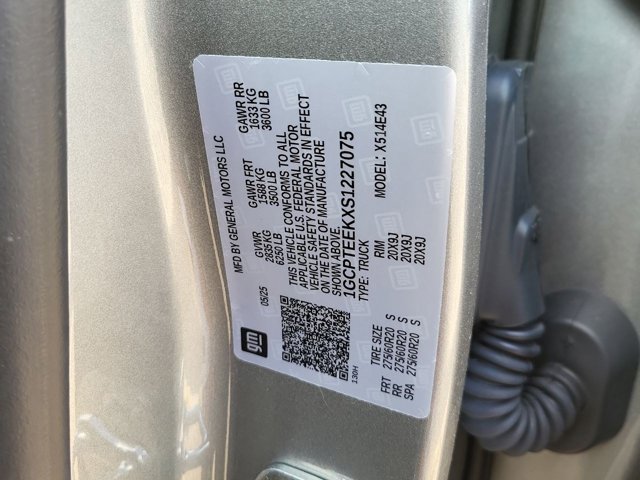 MFD BY GENERAL MOTORS LLC
05/25
GVWR
2835 KG
6250 LB
GAWR FRT
1588 KG
3500 LB
GAWR RR
1633 KG
3600 LB
THIS VEHICLE CONFORMS TO ALL
APPLICABLE U.S. FEDERAL MOTOR
VEHICLE SAFETY STANDARDS IN EFFECT
ON THE DATE OF MANUFACTURE
SHOWN ABOVE.
1GCPTEEKXS1227075
TYPE: TRUCK
MODEL: X514E43
gm
130H
TIRE SIZE RIM
FRT 275/60R20 S 20X9J
RR 275/60R20 S 20X9J
SPA 275/60R20 S 20X9J